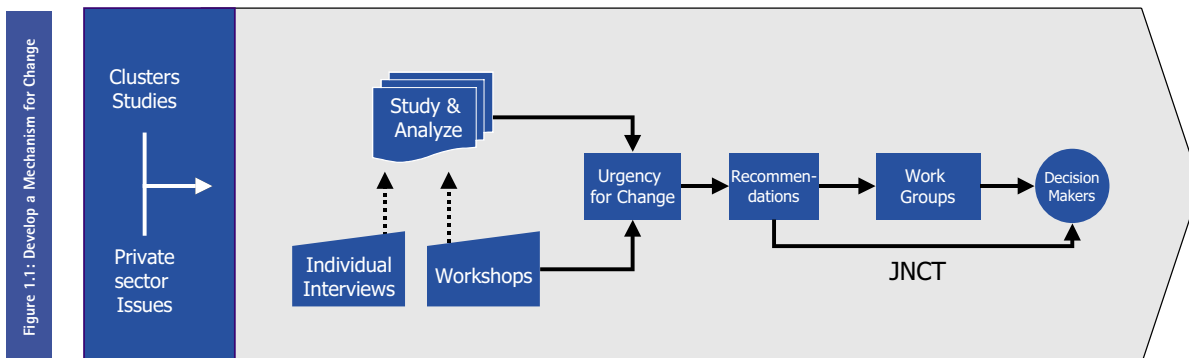 Figure 1.1: Develop a Mechanism for Change
Clusters
Studies
Private
sector
Issues
Study &
Analyze
Individual
Interviews
Workshops
Urgency
for Change
Recommen-
dations
Work
Groups
Decision
Makers
JNCT